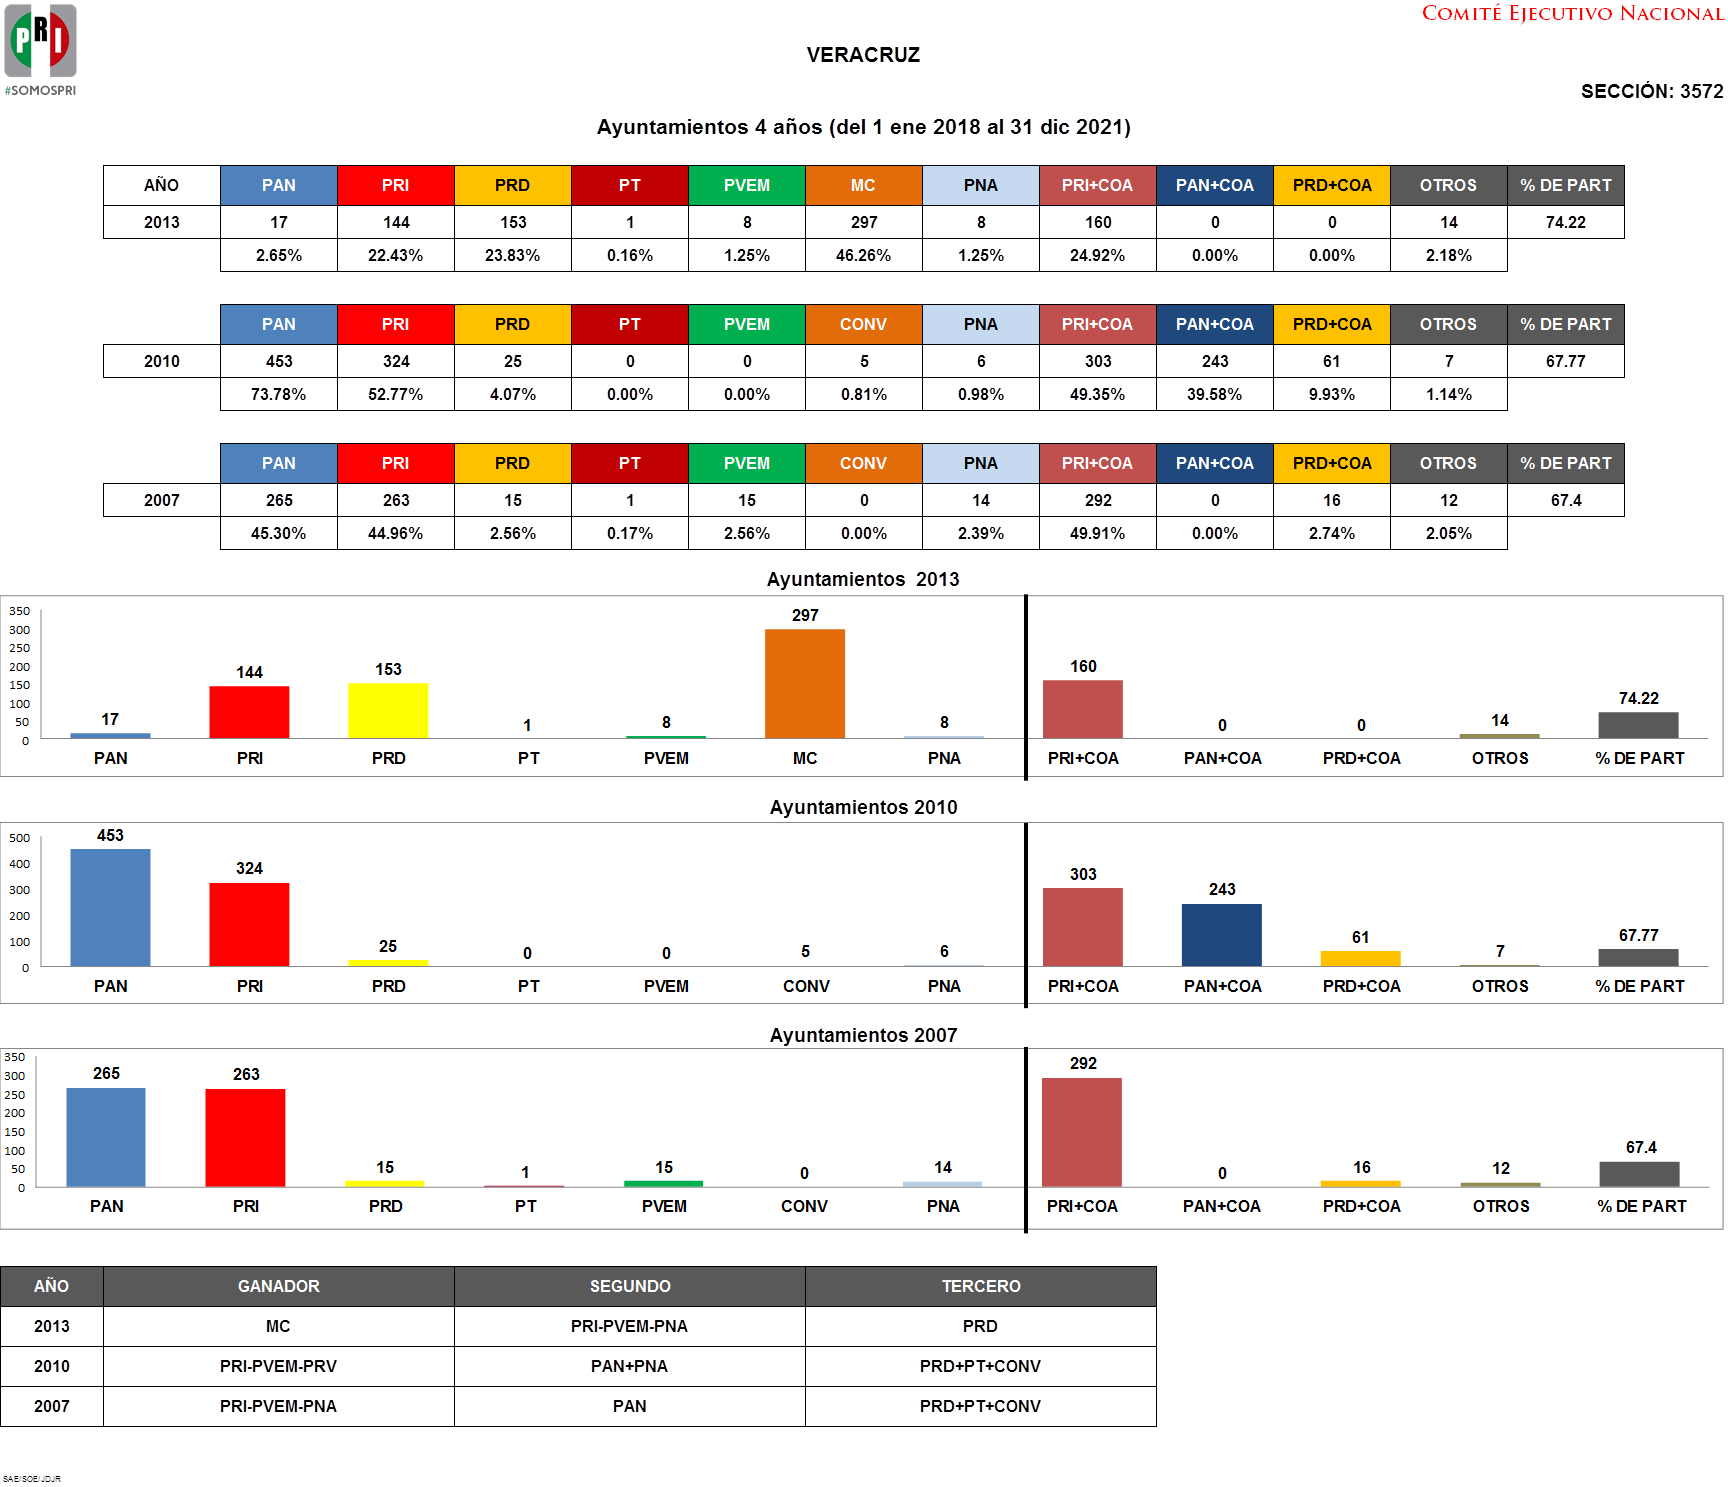 PRI
#SOMOSPRI
COMITÉ EJECUTIVO NACIONAL
VERACRUZ
SECCIÓN: 3572
Ayuntamientos 4 años (del 1 ene 2018 al 31 dic 2021)
AÑO PAN PRI PRD PT PVEM MC PNA PRI+COA PAN+COA PRD+COA OTROS % DE PART
2013 17 144 153 1 8 297 8 160 0 0 14 74.22
2.65% 22.43% 23.83% 0.16% 1.25% 46.26% 1.25% 24.92% 0.00% 0.00% 2.18%
PAN PRI PRD PT PVEM CONV PNA PRI+COA PAN+COA PRD+COA OTROS % DE PART
2010 453 324 25 0 0 5 6 303 243 61 7 67.77
73.78% 52.77% 4.07% 0.00% 0.00% 0.81% 0.98% 49.35% 39.58% 9.93% 1.14%
PAN PRI PRD PT PVEM CONV PNA PRI+COA PAN+COA PRD+COA OTROS % DE PART
2007 265 263 15 1 15 0 14 292 0 16 12 67.4
45.30% 44.96% 2.56% 0.17% 2.56% 0.00% 2.39% 49.91% 0.00% 2.74% 2.05%
Ayuntamientos 2013
350
300
250
200
150
100
50
0
17 144 153 1 8 297 8 160 0 0 14 74.22
PAN PRI PRD PT PVEM MC PNA PRI+COA PAN+COA PRD+COA OTROS % DE PART
Ayuntamientos 2010
500
400
300
200
100
0
453 324 25 0 0 5 6 303 243 61 7 67.77
PAN PRI PRD PT PVEM CONV PNA PRI+COA PAN+COA PRD+COA OTROS % DE PART
Ayuntamientos 2007
350
300
250
200
150
100
50
0
265 263 15 1 15 0 14 292 0 16 12 67.4
PAN PRI PRD PT PVEM CONV PNA PRI+COA PAN+COA PRD+COA OTROS % DE PART
AÑO GANADOR SEGUNDO TERCERO
2013 MC PRI-PVEM-PNA PRD
2010 PRI-PVEM-PRV PAN+PNA PRD+PT+CONV
2007 PRI-PVEM-PNA PAN PRD+PT+CONV
SAE/SOE/JDJR